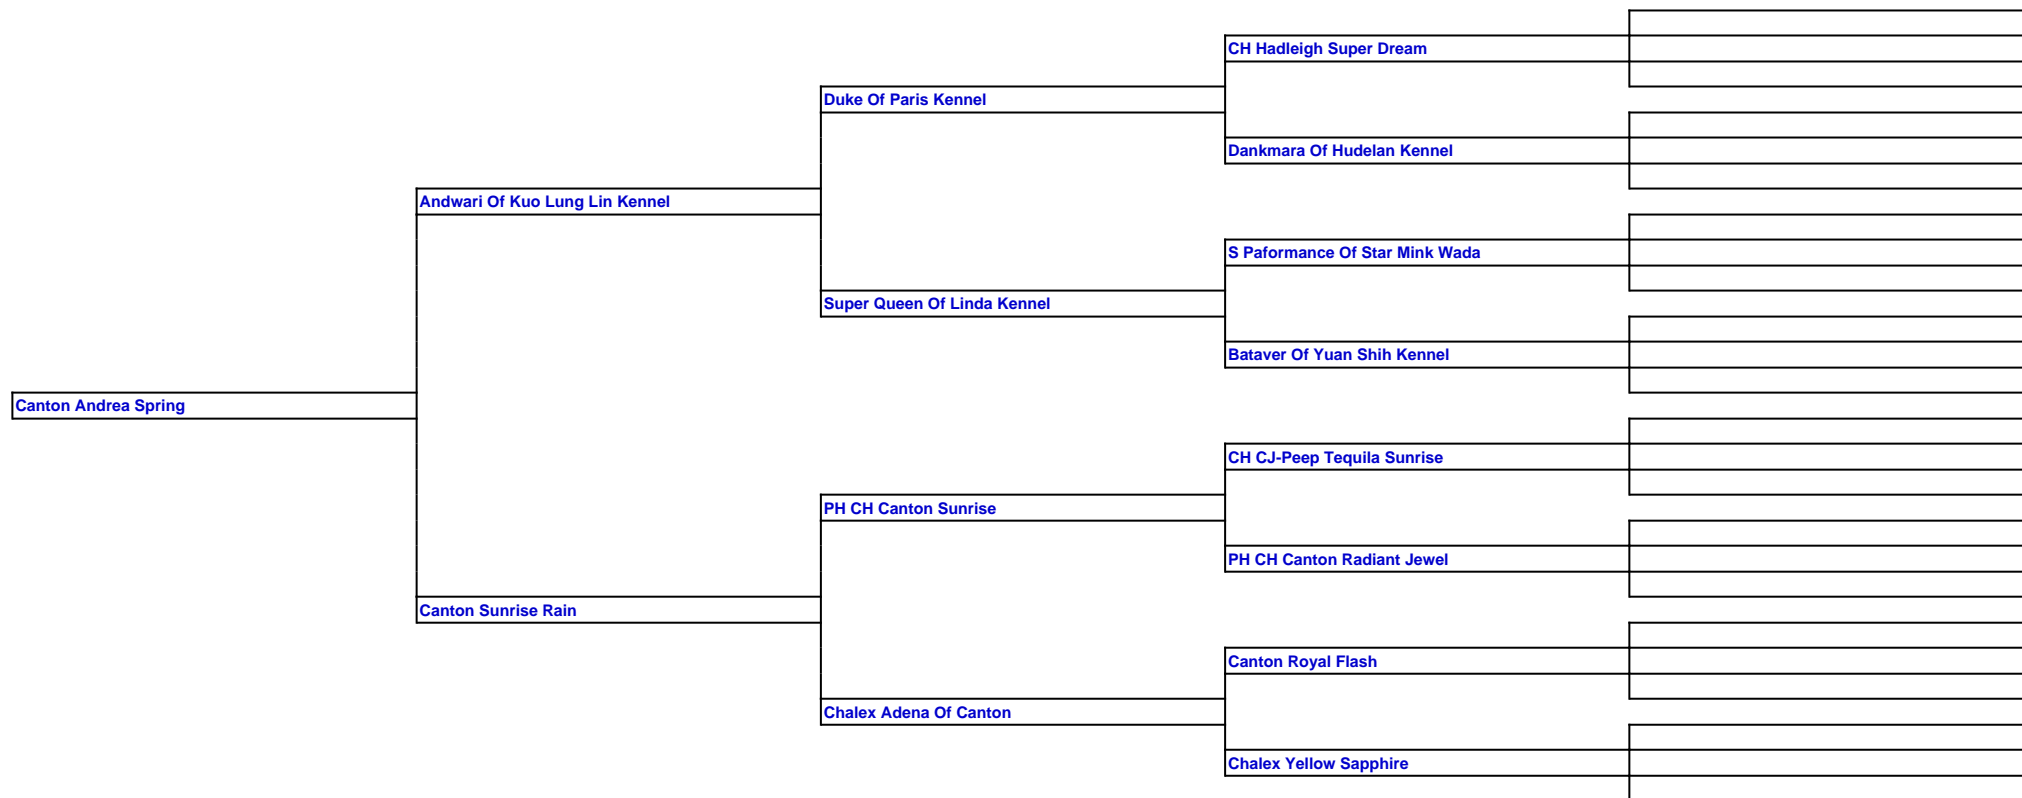 CH Hadleigh Super Dream
Duke Of Paris Kennel
Dankmara Of Hudelan Kennel
Andwari Of Kuo Lung Lin Kennel
S Paformance Of Star Mink Wada
Super Queen Of Linda Kennel
Bataver Of Yuan Shih Kennel
Canton Andrea Spring
CH CJ-Peep Tequila Sunrise
PH CH Canton Sunrise
PH CH Canton Radiant Jewel
Canton Sunrise Rain
Canton Royal Flash
Chalex Adena Of Canton
Chalex Yellow Sapphire